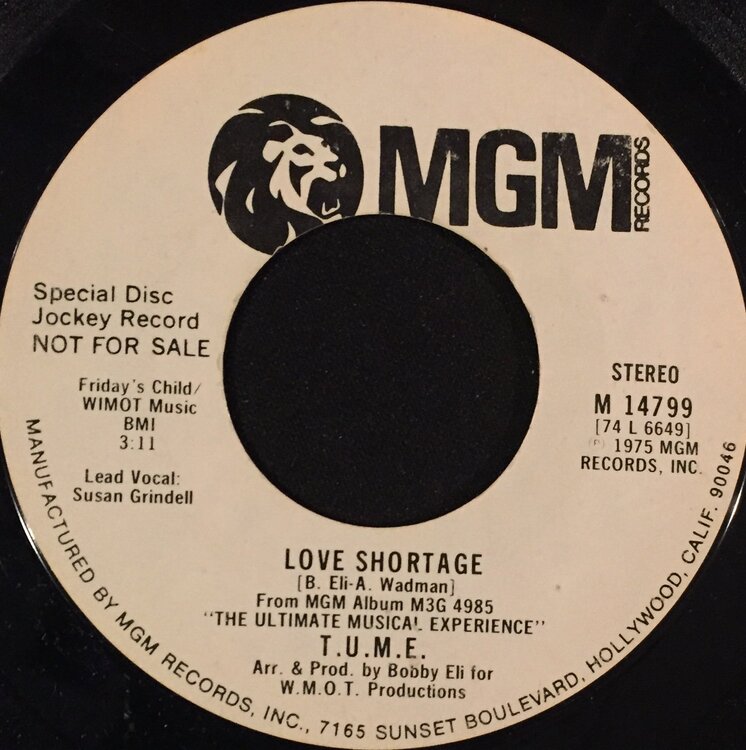 MGM
RECORDS
Special Disc
Jockey Record
NOT FOR SALE
Friday's Child/
WIMOT Music
BMI
3:11
Lead Vocal:
Susan Grindell
STEREO
M 14799
[74 L 6649]
(P) 1975 MGM
RECORDS, INC.
LOVE SHORTAGE
[B. Eli-A. Wadman]
From MGM Album M3G 4985
"THE ULTIMATE MUSICAL EXPERIENCE"
T.U.M.E.
Arr. & Prod. by Bobby Eli for
W.M.O.T. Productions
MANUFACTURED BY MGM RECORDS, INC., 7165 SUNSET BOULEVARD, HOLLYWOOD, CALIF. 90046